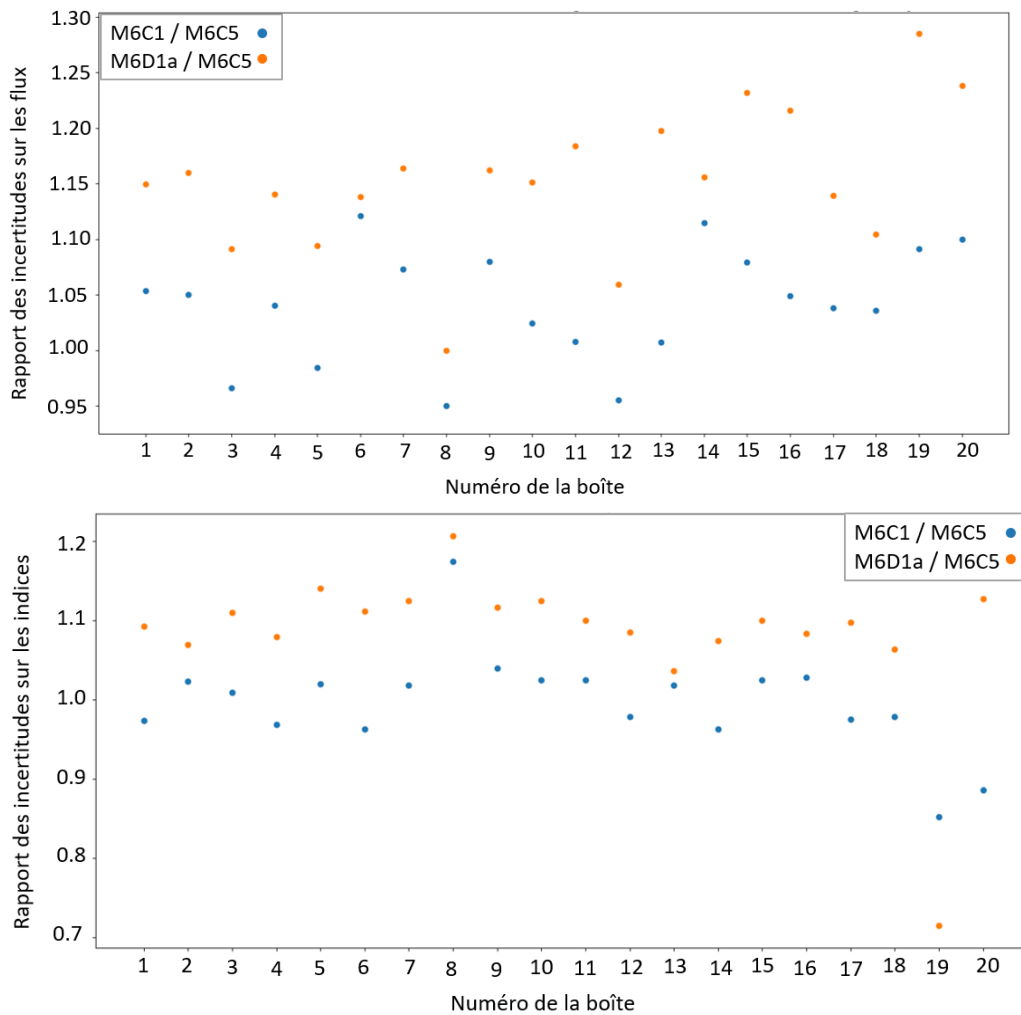 1.30
1.25
1.20
1.15
1.10
1.05
1.00
0.95
Rapport des incertitudes sur les flux
M6C1 / M6C5
M6D1a / M6C5
1 2 3 4 5 6 7 8 9 10 11 12 13 14 15 16 17 18 19 20
Numéro de la boîte
1.2
1.1
1.0
0.9
0.8
0.7
Rapport des incertitudes sur les indices
M6C1 / M6C5
M6D1a / M6C5
1 2 3 4 5 6 7 8 9 10 11 12 13 14 15 16 17 18 19 20
Numéro de la boîte